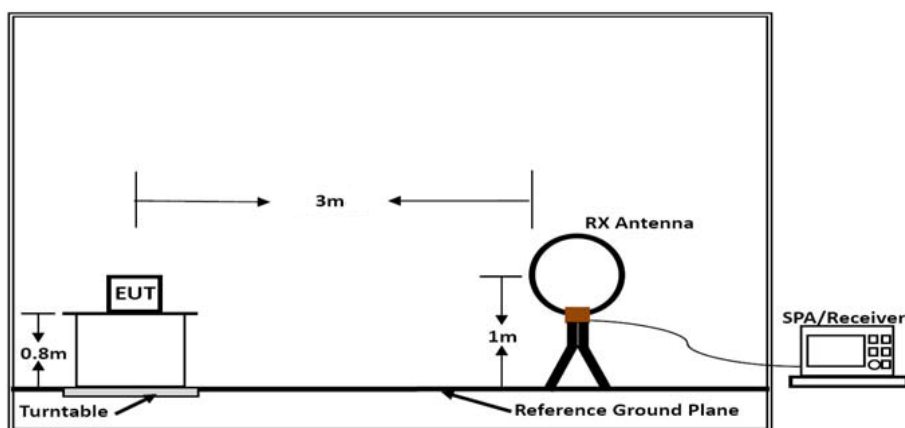 3m
RX Antenna
EUT
0.8m
1m
SPA/Receiver
Turntable
Reference Ground Plane